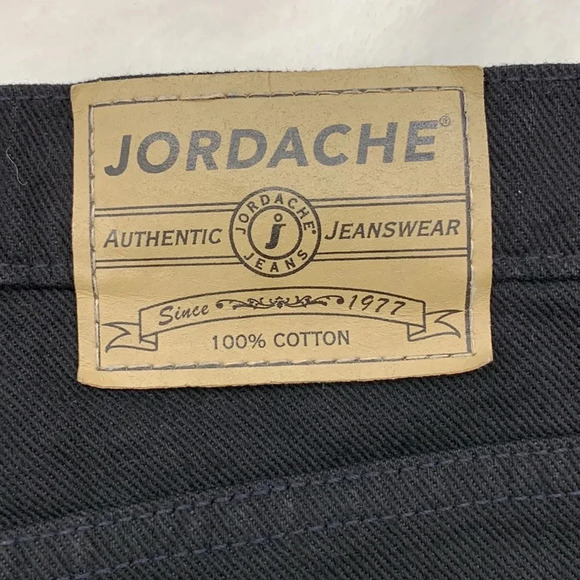 JORDACHE®
AUTHENTIC JEANSWEAR
JORDACHE®
j
JEANS
Since 1977
100% COTTON